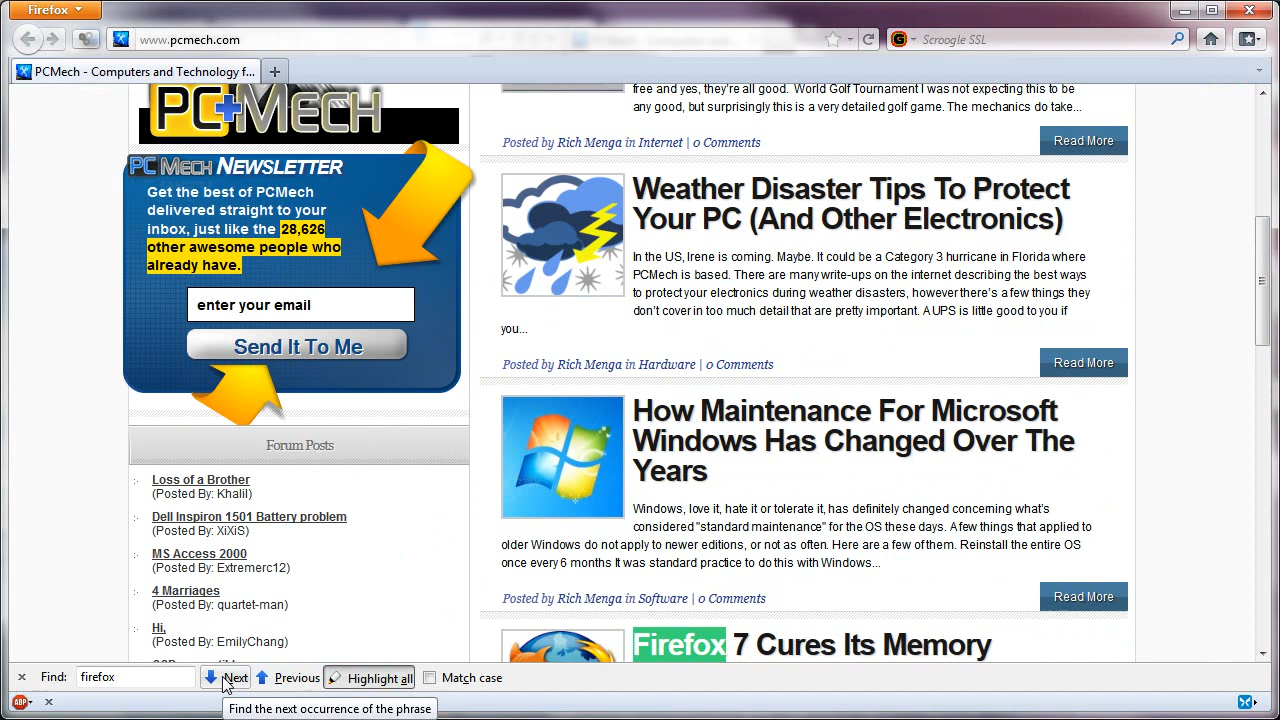 Firefox
www.pcmech.com
Scroogle SSL
PCMech - Computers and Technology f...
PC+MECH
PC MECH NEWSLETTER
Get the best of PCMech
delivered straight to your
inbox, just like the 28,626
other awesome people who
already have.
enter your email
Send It To Me
Forum Posts
Loss of a Brother
(Posted By: Khalil)
Dell Inspiron 1501 Battery problem
(Posted By: XiXiS)
MS Access 2000
(Posted By: Extremerc12)
4 Marriages
(Posted By: quartet-man)
Hi,
(Posted By: EmilyChang)
free and yes, they're all good. World Golf Tournament I was not expecting this to be
any good, but surprisingly this is a very detailed golf game. The mechanics do take...
Posted by Rich Menga in Internet | 0 Comments
Read More
Weather Disaster Tips To Protect
Your PC (And Other Electronics)
In the US, Irene is coming. Maybe. It could be a Category 3 hurricane in Florida where
PCMech is based. There are many write-ups on the internet describing the best ways
to protect your electronics during weather disasters, however there's a few things they
don't cover in too much detail that are pretty important. A UPS is little good to you if
you...
Posted by Rich Menga in Hardware | 0 Comments
Read More
How Maintenance For Microsoft
Windows Has Changed Over The
Years
Windows, love it, hate it or tolerate it, has definitely changed concerning what's
considered "standard maintenance" for the OS these days. A few things that applied to
older Windows do not apply to newer editions, or not as often. Here are a few of them. Reinstall the entire OS
once every 6 months It was standard practice to do this with Windows...
Posted by Rich Menga in Software | 0 Comments
Read More
Firefox 7 Cures Its Memory
Find: firefox Next Previous Highlight all Match case
ABP
Find the next occurrence of the phrase